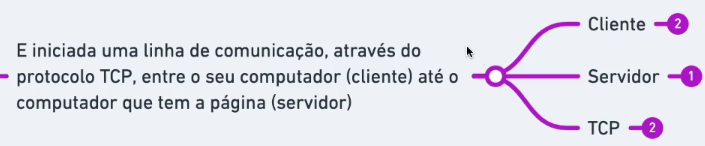 E iniciada uma linha de comunicação, através do
protocolo TCP, entre o seu computador (cliente) até o
computador que tem a página (servidor)
Cliente 2
Servidor 1
TCP 2